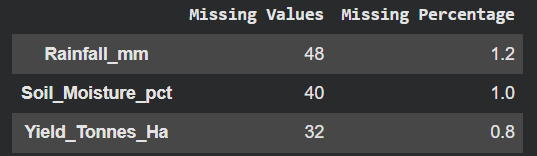 Missing Values Missing Percentage
Rainfall_mm 48 1.2
Soil_Moisture_pct 40 1.0
Yield_Tonnes_Ha 32 0.8